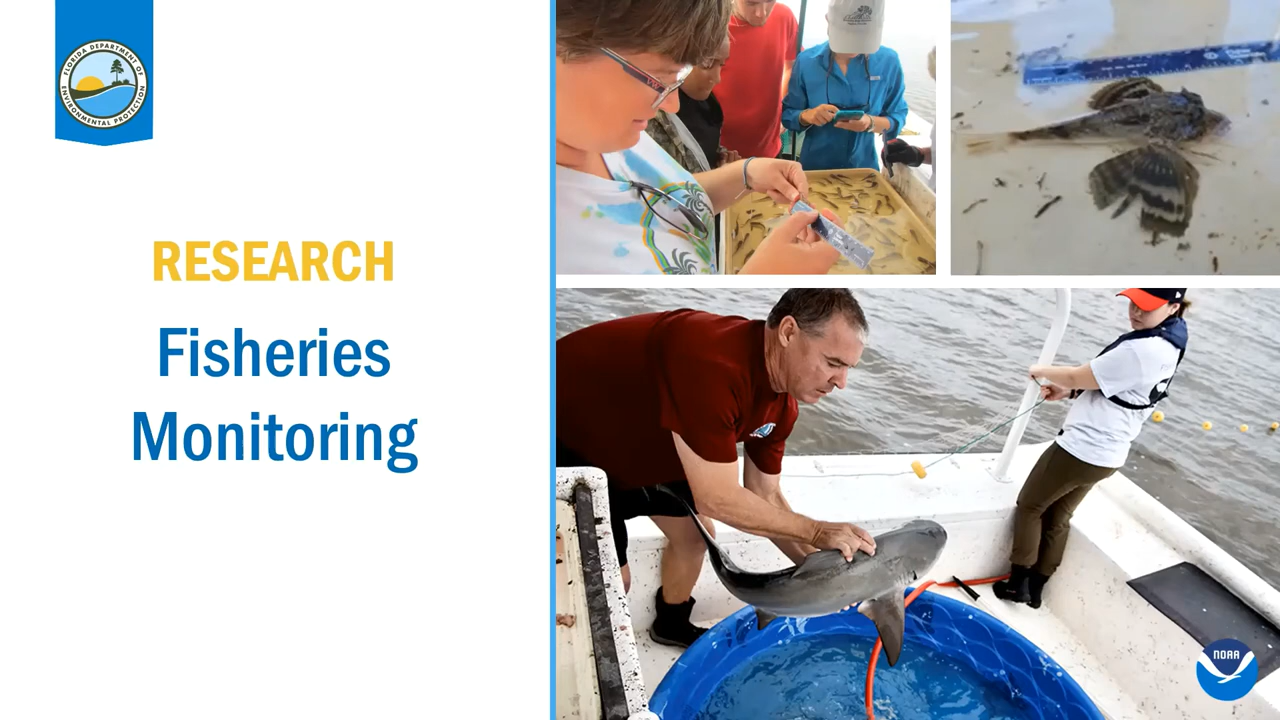 FLORIDA DEPARTMENT OF
ENVIRONMENTAL PROTECTION
RESEARCH
Fisheries
Monitoring
NOAA